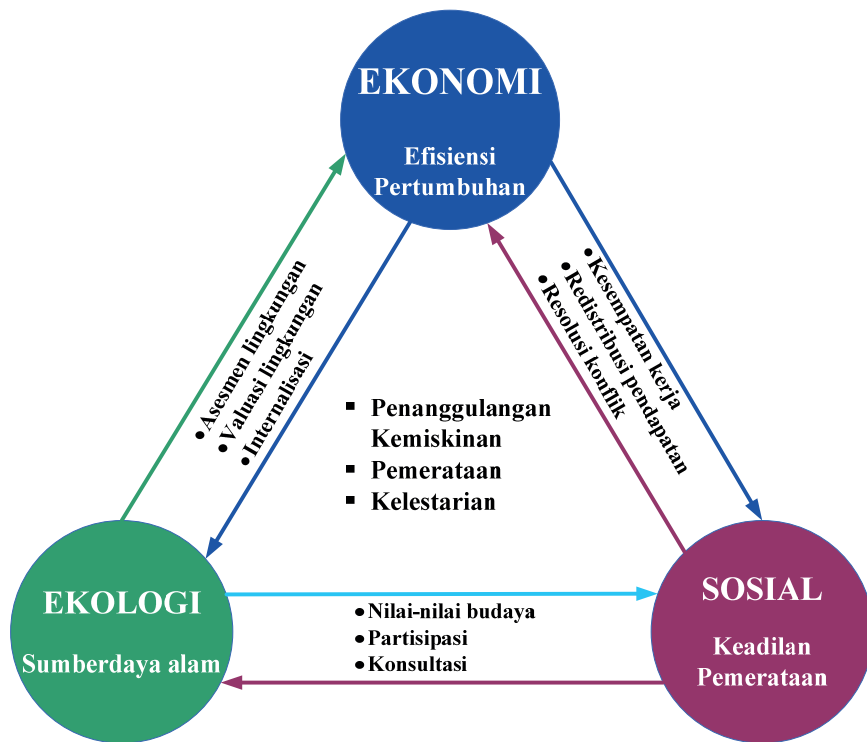 EKONOMI
Efisiensi
Pertumbuhan
•Asesmen lingkungan
•Valuasi lingkungan
•Internalisasi
•Kesempatan kerja
•Redistribusi pendapatan
•Resolusi konflik
▪ Penanggulangan
Kemiskinan
▪ Pemerataan
▪ Kelestarian
EKOLOGI
Sumberdaya alam
•Nilai-nilai budaya
•Partisipasi
•Konsultasi
SOSIAL
Keadilan
Pemerataan